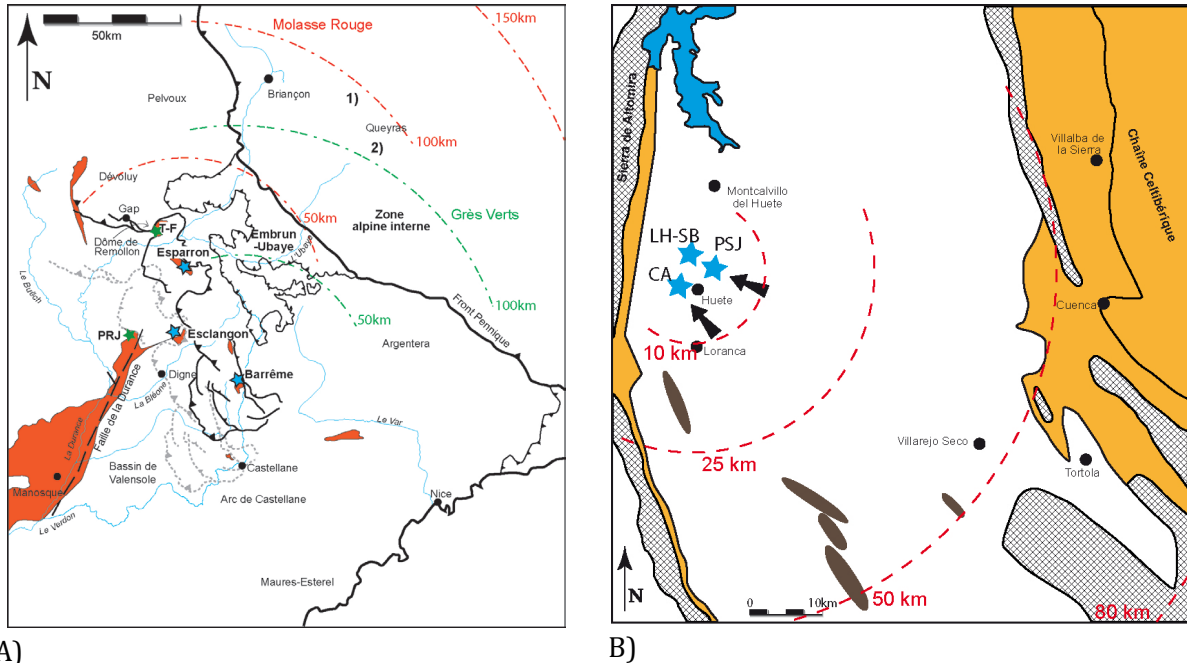 Molasse Rouge
150km
50km
N
Briançon
Pelvoux
1)
Queyras
100km
2)
Dévoluy
Grès Verts
Gap
50km
Zone
alpine interne
T-F
Dôme de
Remollon
Embrun
-Ubaye
L'Ubaye
Esparron
Le Buëch
100km
50km
Front Pennique
PRJ
Esclangon
Argentera
Digne
Barrême
La Bléone
Faille de la Durance
La Durance
Le Var
Bassin de
Valensole
Castellane
Manosque
Arc de Castellane
Nice
Le Verdon
Maures-Esterel
A)
B)
Sierra de Altomira
Villalba de
la Sierra
Chaîne Celtibérique
Montcalvillo
del Huete
LH-SB
PSJ
CA
Huete
Cuenca
Loranca
10 km
25 km
Villarejo Seco
Tortola
N
0
10km
50 km
80 km